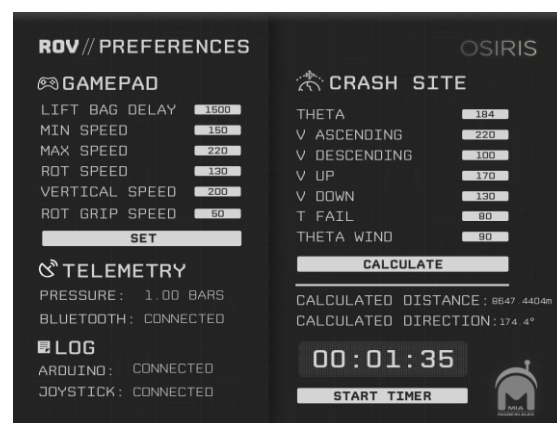 ROV//PREFERENCES
GAMEPAD
LIFT BAG DELAY 1500
MIN SPEED 150
MAX SPEED 220
ROT SPEED 130
VERTICAL SPEED 200
ROT GRIP SPEED 50
SET
TELEMETRY
PRESSURE: 1.00 BARS
BLUETOOTH: CONNECTED
LOG
ARDUINO: CONNECTED
JOYSTICK: CONNECTED
OSIRIS
CRASH SITE
THETA 184
V ASCENDING 220
V DESCENDING 100
V UP 170
V DOWN 130
T FAIL 80
THETA WIND 90
CALCULATE
CALCULATED DISTANCE: 8647.4404m
CALCULATED DIRECTION: 174.4°
00:01:35
START TIMER
MIA
MADE IN ALEX